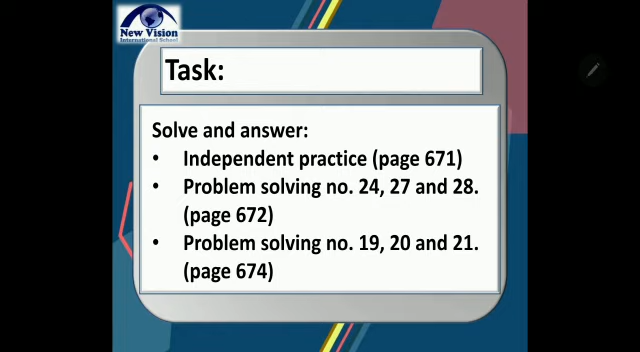 New Vision
International School
Task:
Solve and answer:
• Independent practice (page 671)
• Problem solving no. 24, 27 and 28.
(page 672)
• Problem solving no. 19, 20 and 21.
(page 674)